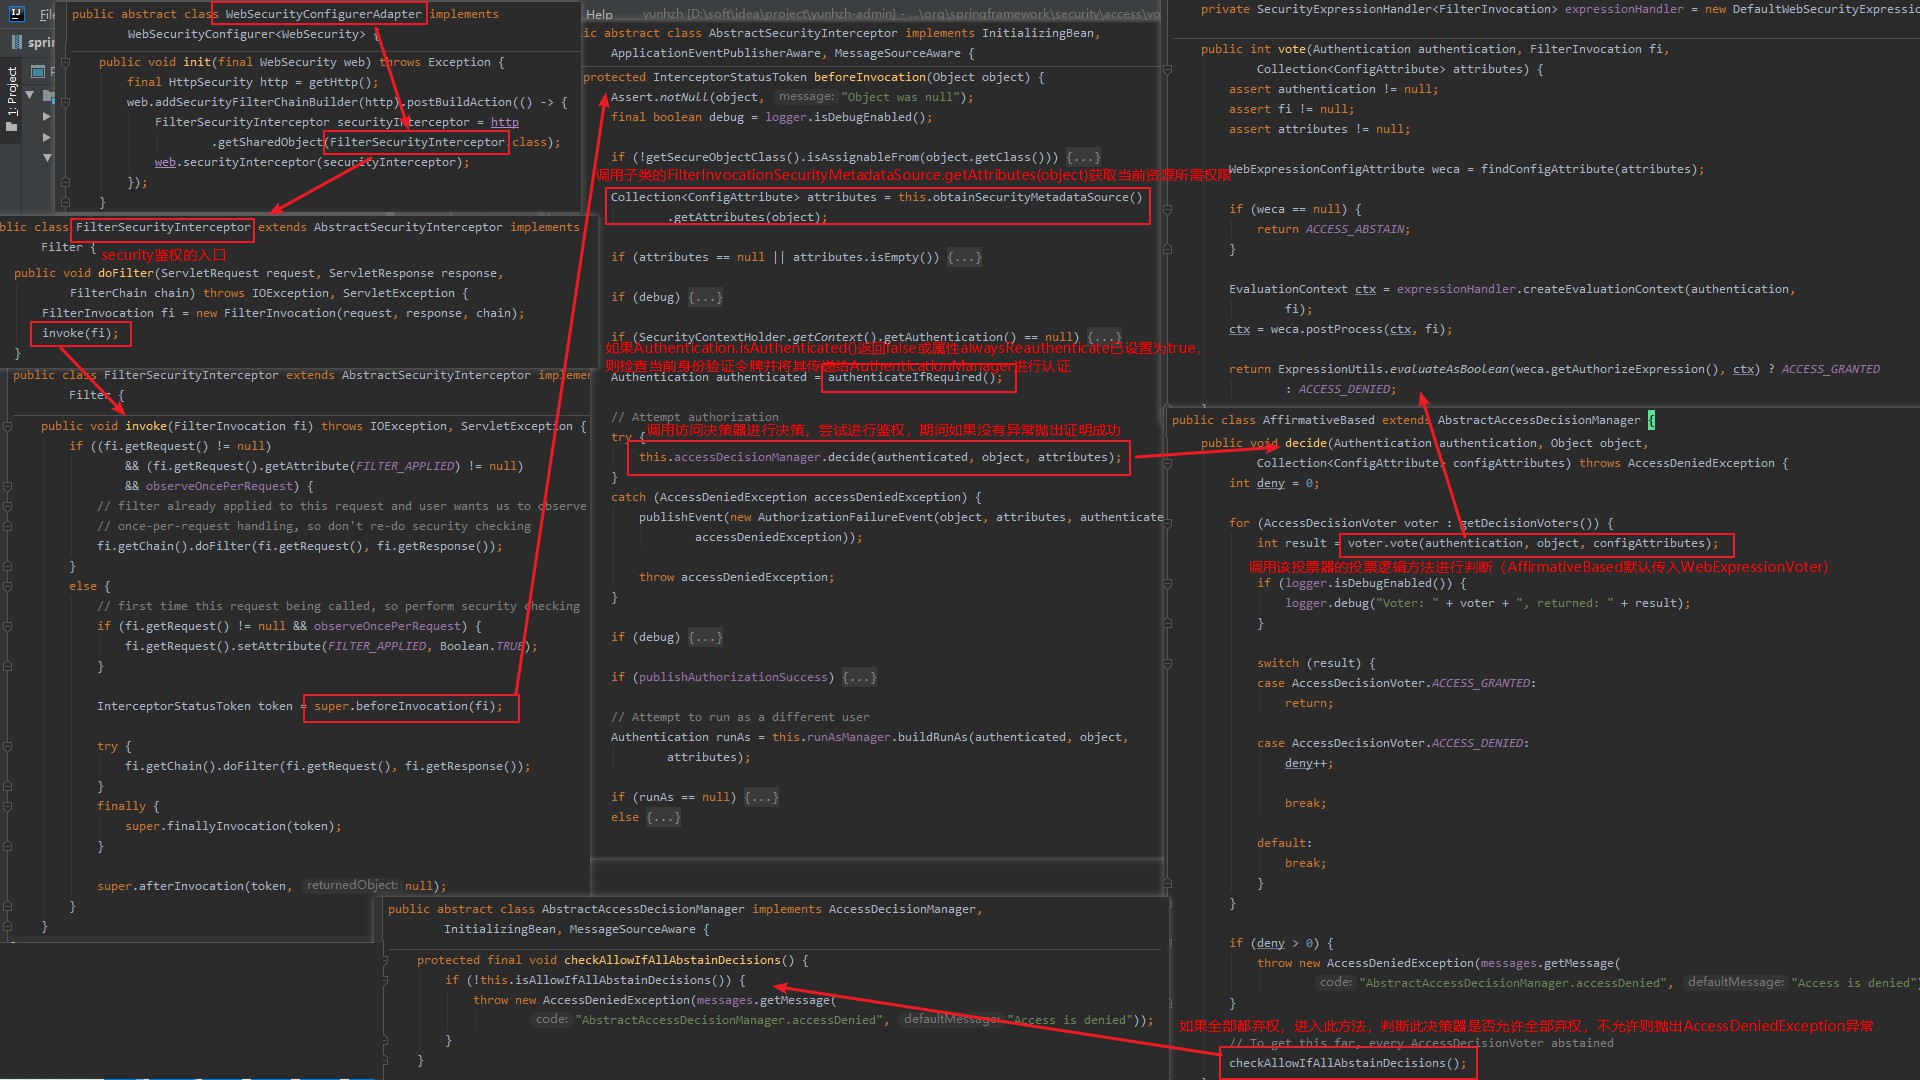 public abstract class WebSecurityConfigurerAdapter implements
WebSecurityConfigurer<WebSecurity> {
public void init(final WebSecurity web) throws Exception {
final HttpSecurity http = getHttp();
web.addSecurityFilterChainBuilder(http).postBuildAction(() -> {
FilterSecurityInterceptor securityInterceptor = http
.getSharedObject(FilterSecurityInterceptor.class);
web.securityInterceptor(securityInterceptor);
});
}
1: Project
blic class FilterSecurityInterceptor extends AbstractSecurityInterceptor implements
Filter {
security鉴权的入口
public void doFilter(ServletRequest request, ServletResponse response,
FilterChain chain) throws IOException, ServletException {
FilterInvocation fi = new FilterInvocation(request, response, chain);
invoke(fi);
}
public class FilterSecurityInterceptor extends AbstractSecurityInterceptor implemen
Filter {
public void invoke(FilterInvocation fi) throws IOException, ServletException {
if ((fi.getRequest() != null)
&& (fi.getRequest().getAttribute(FILTER_APPLIED) != null)
&& observeOncePerRequest) {
// filter already applied to this request and user wants us to observe
// once-per-request handling, so don't re-do security checking
fi.getChain().doFilter(fi.getRequest(), fi.getResponse());
}
else {
// first time this request being called, so perform security checking
if (fi.getRequest() != null && observeOncePerRequest) {
fi.getRequest().setAttribute(FILTER_APPLIED, Boolean.TRUE);
}
InterceptorStatusToken token = super.beforeInvocation(fi);
try {
fi.getChain().doFilter(fi.getRequest(), fi.getResponse());
}
finally {
super.finallyInvocation(token);
}
super.afterInvocation(token, returnedObject: null);
}
}
Help yunhzh [D:\soft\idea\project\yunhzh-admin] - ...\org\springframework\security\access\vo
ic abstract class AbstractSecurityInterceptor implements InitializingBean,
ApplicationEventPublisherAware, MessageSourceAware {
protected InterceptorStatusToken beforeInvocation(Object object) {
Assert.notNull(object, message: "Object was null");
final boolean debug = logger.isDebugEnabled();
if (!getSecureObjectClass().isAssignableFrom(object.getClass())) {...}
调用子类的FilterInvocationSecurityMetadataSource.getAttributes(object)获取当前资源所需权限
Collection<ConfigAttribute> attributes = this.obtainSecurityMetadataSource()
.getAttributes(object);
if (attributes == null || attributes.isEmpty()) {...}
if (debug) {...}
if (SecurityContextHolder.getContext().getAuthentication() == null) {...}
如果Authentication.isAuthenticated()返回false或属性alwaysReauthenticate已设置为true，
则检查当前身份验证令牌并将其传递给AuthenticationManager进行认证
Authentication authenticated = authenticateIfRequired();
// Attempt authorization
调用访问决策器进行决策，尝试进行鉴权，期间如果没有异常抛出证明成功
try {
this.accessDecisionManager.decide(authenticated, object, attributes);
}
catch (AccessDeniedException accessDeniedException) {
publishEvent(new AuthorizationFailureEvent(object, attributes, authenticate
accessDeniedException));
throw accessDeniedException;
}
if (debug) {...}
if (publishAuthorizationSuccess) {...}
// Attempt to run as a different user
Authentication runAs = this.runAsManager.buildRunAs(authenticated, object,
attributes);
if (runAs == null) {...}
else {...}
public abstract class AbstractAccessDecisionManager implements AccessDecisionManager,
InitializingBean, MessageSourceAware {
protected final void checkAllowIfAllAbstainDecisions() {
if (!this.isAllowIfAllAbstainDecisions()) {
throw new AccessDeniedException(messages.getMessage(
code: "AbstractAccessDecisionManager.accessDenied", defaultMessage: "Access is denied"));
}
}
private SecurityExpressionHandler<FilterInvocation> expressionHandler = new DefaultWebSecurityExpressio
public int vote(Authentication authentication, FilterInvocation fi,
Collection<ConfigAttribute> attributes) {
assert authentication != null;
assert fi != null;
assert attributes != null;
WebExpressionConfigAttribute weca = findConfigAttribute(attributes);
if (weca == null) {
return ACCESS_ABSTAIN;
}
EvaluationContext ctx = expressionHandler.createEvaluationContext(authentication,
fi);
ctx = weca.postProcess(ctx, fi);
return ExpressionUtils.evaluateAsBoolean(weca.getAuthorizeExpression(), ctx) ? ACCESS_GRANTED
: ACCESS_DENIED;
public class AffirmativeBased extends AbstractAccessDecisionManager {
public void decide(Authentication authentication, Object object,
Collection<ConfigAttribute> configAttributes) throws AccessDeniedException {
int deny = 0;
for (AccessDecisionVoter voter : getDecisionVoters()) {
int result = voter.vote(authentication, object, configAttributes);
调用该投票器的投票逻辑方法进行判断（AffirmativeBased默认传入WebExpressionVoter）
if (logger.isDebugEnabled()) {
logger.debug("Voter: " + voter + ", returned: " + result);
}
switch (result) {
case AccessDecisionVoter.ACCESS_GRANTED:
return;
case AccessDecisionVoter.ACCESS_DENIED:
deny++;
break;
default:
break;
}
}
if (deny > 0) {
throw new AccessDeniedException(messages.getMessage(
code: "AbstractAccessDecisionManager.accessDenied", defaultMessage: "Access is denied")
}
如果全部都弃权，进入此方法，判断此决策器是否允许全部弃权，不允许则抛出AccessDeniedException异常
// To get this far, every AccessDecisionVoter abstained
checkAllowIfAllAbstainDecisions();